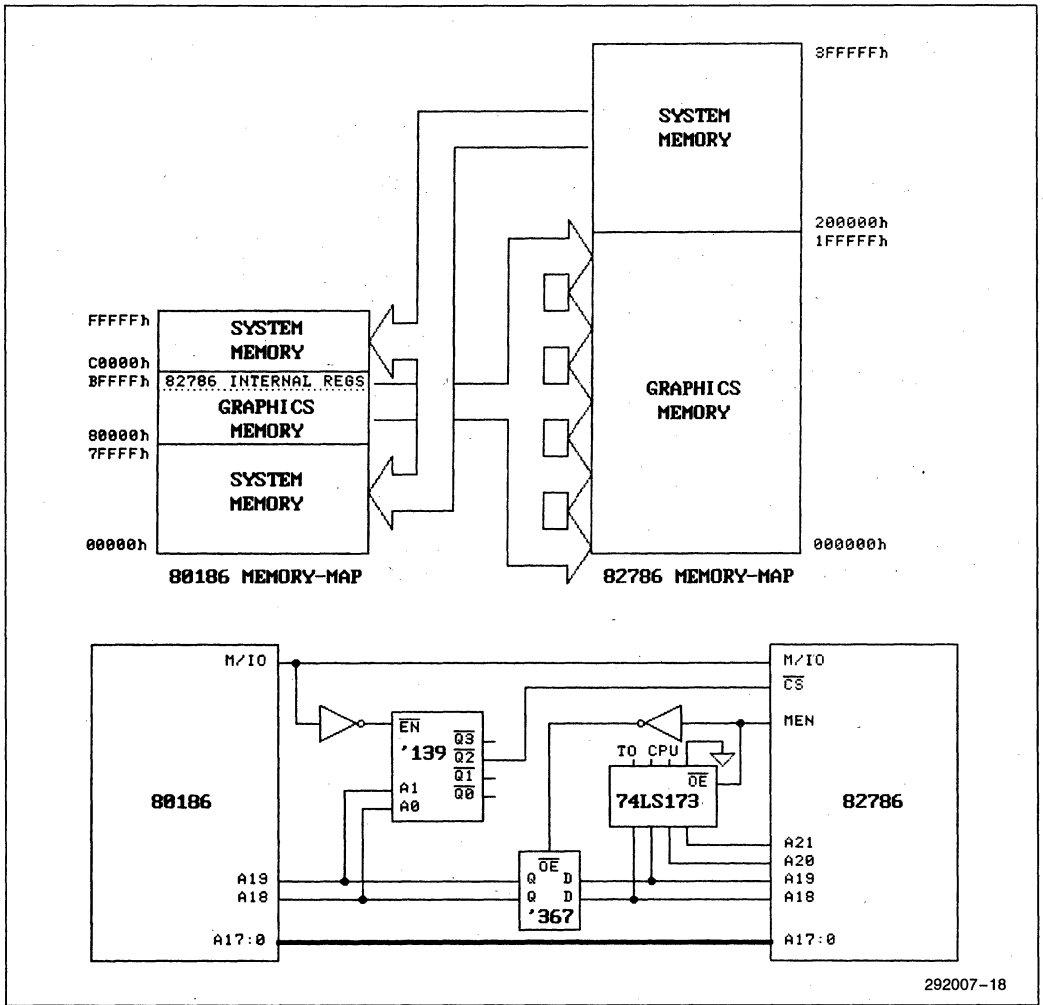 3FFFFFh
SYSTEM
MEMORY
200000h
1FFFFFh
FFFFFh
SYSTEM
MEMORY
C0000h
BFFFFh
82786 INTERNAL REGS
GRAPHICS
MEMORY
80000h
7FFFFh
SYSTEM
MEMORY
00000h
80186 MEMORY-MAP
GRAPHICS
MEMORY
000000h
82786 MEMORY-MAP
M/IO
M/IO
CS
EN
'139
Q3
Q2
Q1
Q0
A1
A0
MEN
TO CPU
OE
74LS173
80186
82786
A21
A20
A19
A18
OE
Q D
Q D
'367
A19
A18
A17:0
A17:0
292007-18